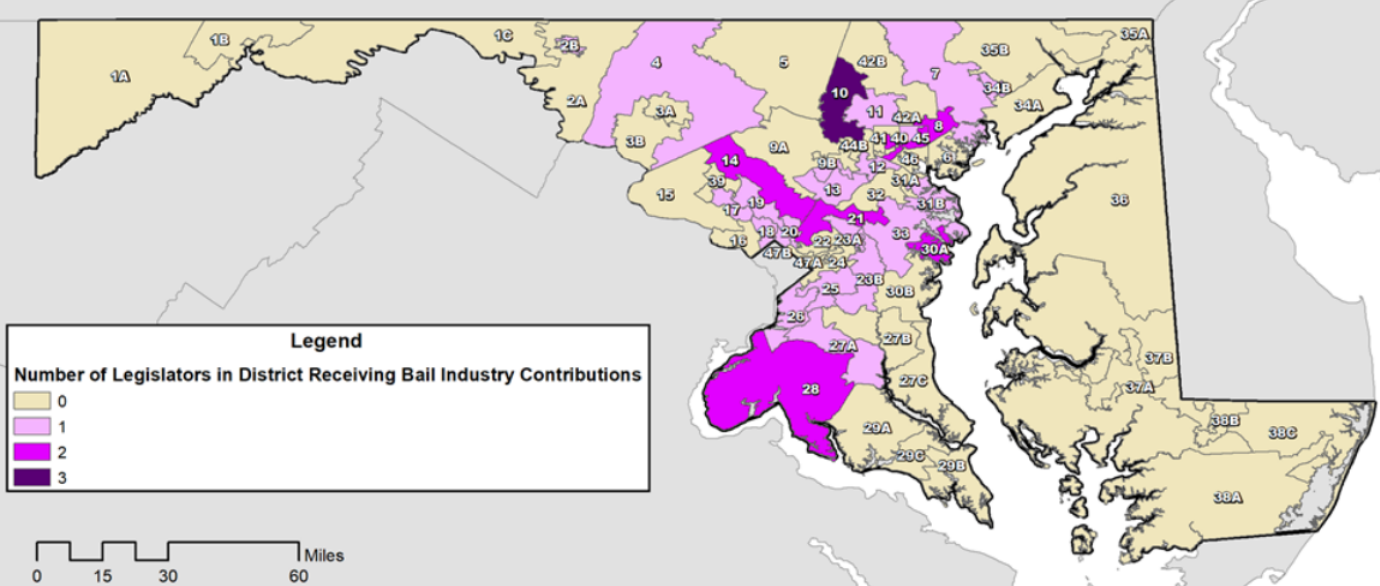 1A
1B
1C
2B
2A
4
3A
3B
5
10
42B
7
35B
35A
34B
34A
11
42A
8
41 40 45
44B
9A
9B
12
46
6
14
39
15
13
32
31A
31B
17
19
18
20
21
33
30A
16
22
23A
47B
47A
24
25
23B
30B
26
27A
27B
27C
28
29A
29C
29B
36
37B
37A
38B
38C
38A
Legend
Number of Legislators in District Receiving Bail Industry Contributions
0
1
2
3
Miles
0 15 30 60